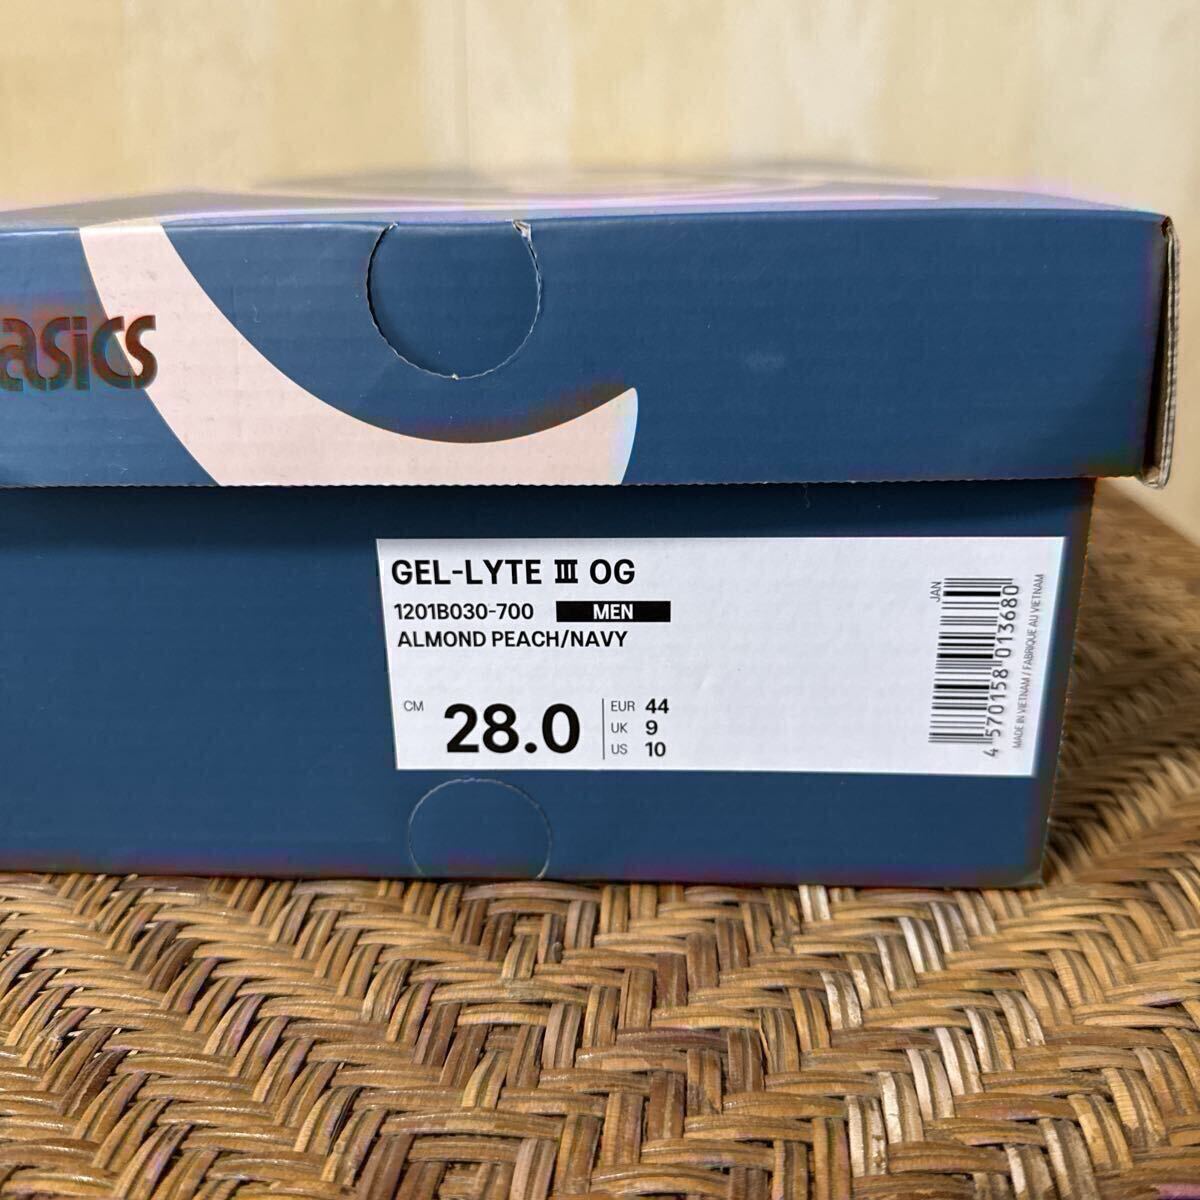 asics
GEL-LYTE III OG
1201B030-700 MEN
ALMOND PEACH/NAVY
CM 28.0
EUR 44
UK 9
US 10
JAN
4 570158 013680
MADE IN VIETNAM / FABRIQUE AU VIETNAM